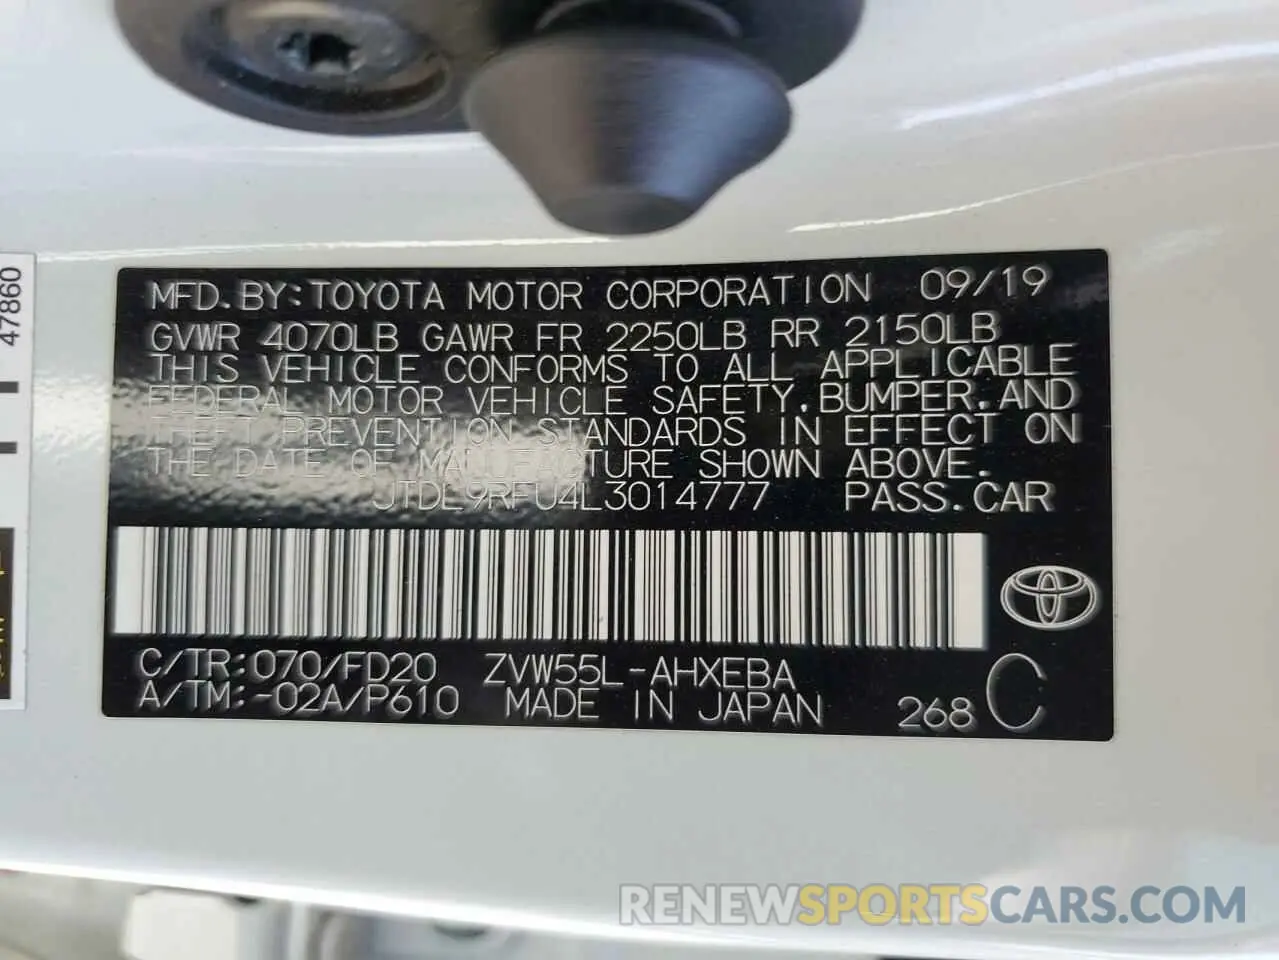 47860
MFD.BY:TOYOTA MOTOR CORPORATION 09/19
GVWR 4070LB GAWR FR 2250LB RR 2150LB
THIS VEHICLE CONFORMS TO ALL APPLICABLE
FEDERAL MOTOR VEHICLE SAFETY,BUMPER,AND
THEFT PREVENTION STANDARDS IN EFFECT ON
THE DATE OF MANUFACTURE SHOWN ABOVE.
JTDL9RFU4L3014777 PASS.CAR
C/TR:070/FD20 ZVW55L-AHXEBA
A/TM:-02A/P610 MADE IN JAPAN 268 C
RENEWSPORTSCARS.COM